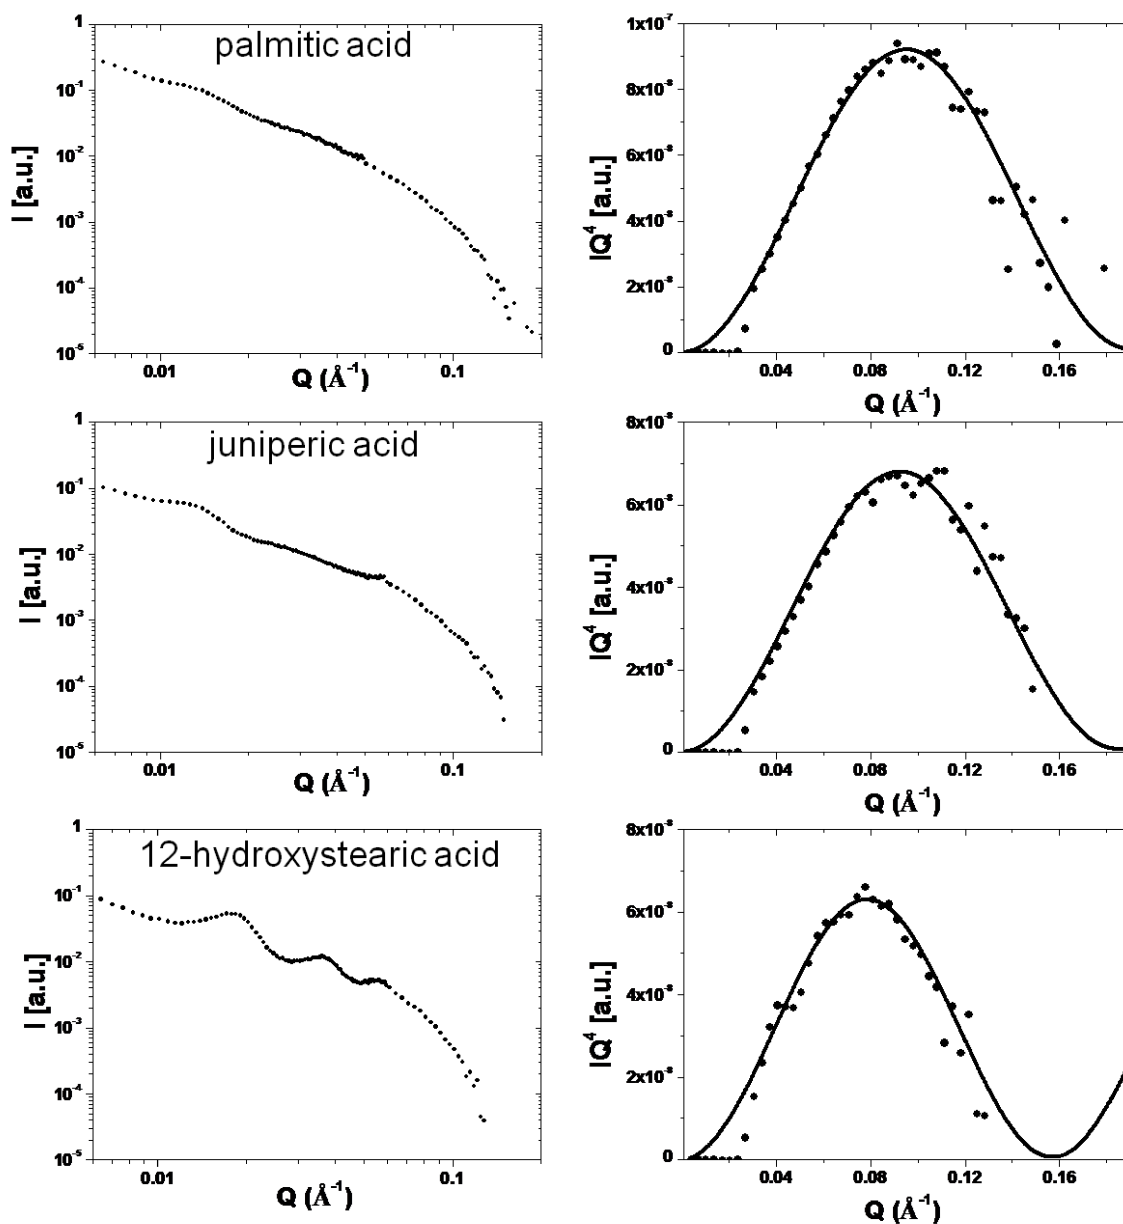 palmitic acid
I [a.u.]
1
10⁻¹
10⁻²
10⁻³
10⁻⁴
10⁻⁵
0.01 0.1
Q (Å⁻¹)
IQ⁴ [a.u.]
1x10⁻⁷
8x10⁻⁸
6x10⁻⁸
4x10⁻⁸
2x10⁻⁸
0
0.04 0.08 0.12 0.16
Q (Å⁻¹)
juniperic acid
I [a.u.]
1
10⁻¹
10⁻²
10⁻³
10⁻⁴
10⁻⁵
0.01 0.1
Q (Å⁻¹)
IQ⁴ [a.u.]
8x10⁻⁸
6x10⁻⁸
4x10⁻⁸
2x10⁻⁸
0
0.04 0.08 0.12 0.16
Q (Å⁻¹)
12-hydroxystearic acid
I [a.u.]
1
10⁻¹
10⁻²
10⁻³
10⁻⁴
10⁻⁵
0.01 0.1
Q (Å⁻¹)
IQ⁴ [a.u.]
8x10⁻⁸
6x10⁻⁸
4x10⁻⁸
2x10⁻⁸
0
0.04 0.08 0.12 0.16
Q (Å⁻¹)